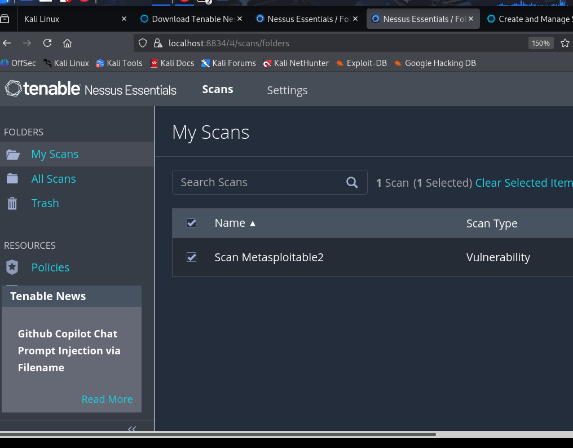 Kali Linux
Download Tenable Ne
Nessus Essentials / Fo
Nessus Essentials / Fol
Create and Manage S
localhost:8834/#/scans/folders
150%
OffSec Kali Linux Kali Tools Kali Docs Kali Forums Kali NetHunter Exploit-DB Google Hacking DB
tenable Nessus Essentials Scans Settings
FOLDERS
My Scans
All Scans
Trash
RESOURCES
Policies
Tenable News
Github Copilot Chat
Prompt Injection via
Filename
Read More
My Scans
Search Scans
1 Scan (1 Selected) Clear Selected Item
Name Scan Type
Scan Metasploitable2 Vulnerability